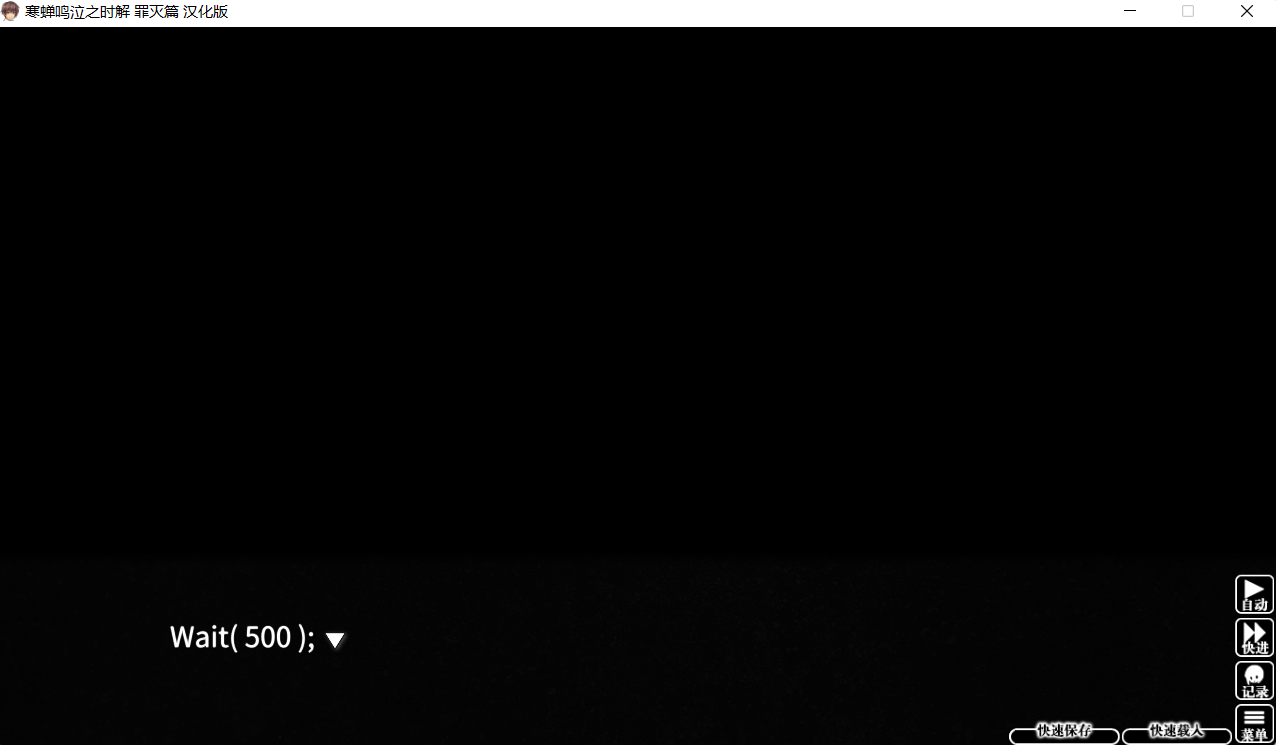 寒蝉鸣泣之时解 罪灭篇 汉化版
Wait( 500 );
自动
快进
记录
菜单
快速保存
快速载入